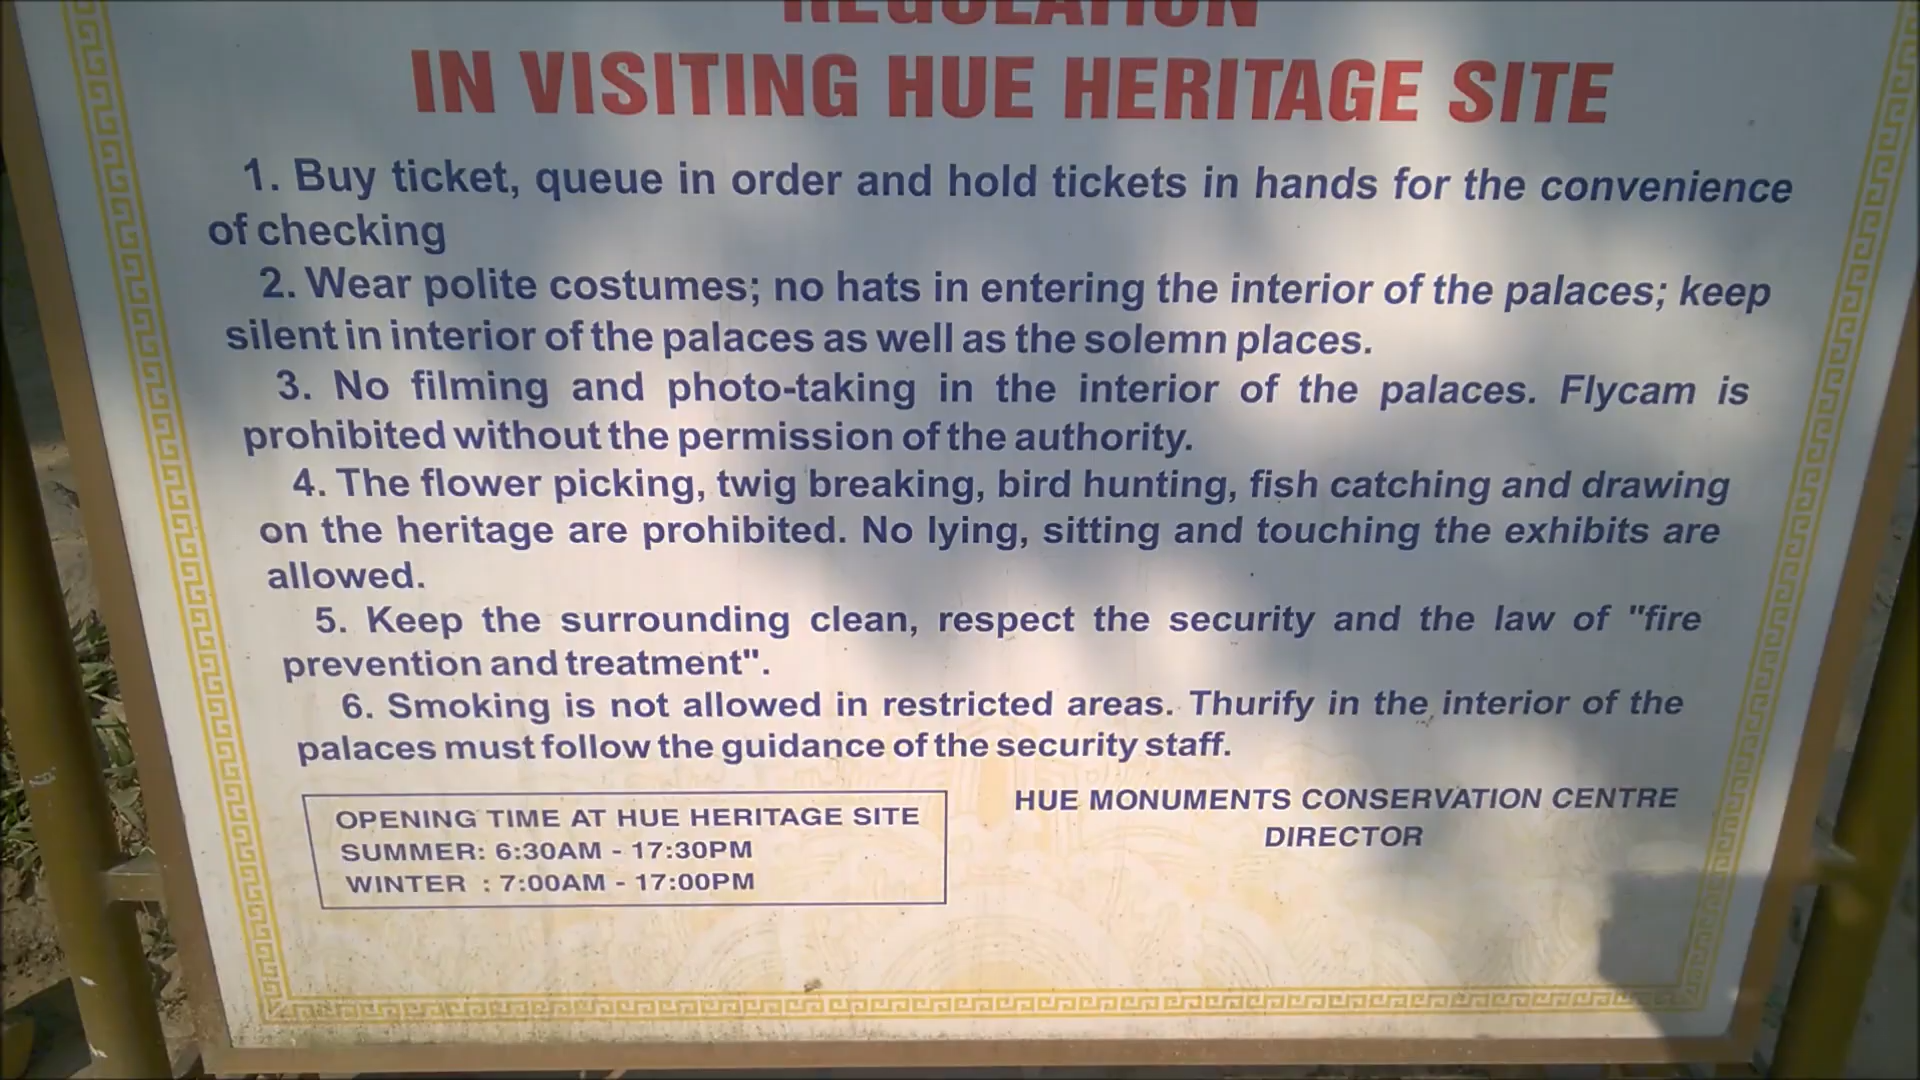 REGULATION
IN VISITING HUE HERITAGE SITE
1. Buy ticket, queue in order and hold tickets in hands for the convenience
of checking
2. Wear polite costumes; no hats in entering the interior of the palaces; keep
silent in interior of the palaces as well as the solemn places.
3. No filming and photo-taking in the interior of the palaces. Flycam is
prohibited without the permission of the authority.
4. The flower picking, twig breaking, bird hunting, fish catching and drawing
on the heritage are prohibited. No lying, sitting and touching the exhibits are
allowed.
5. Keep the surrounding clean, respect the security and the law of "fire
prevention and treatment".
6. Smoking is not allowed in restricted areas. Thurify in the interior of the
palaces must follow the guidance of the security staff.
OPENING TIME AT HUE HERITAGE SITE
SUMMER: 6:30AM - 17:30PM
WINTER : 7:00AM - 17:00PM
HUE MONUMENTS CONSERVATION CENTRE
DIRECTOR